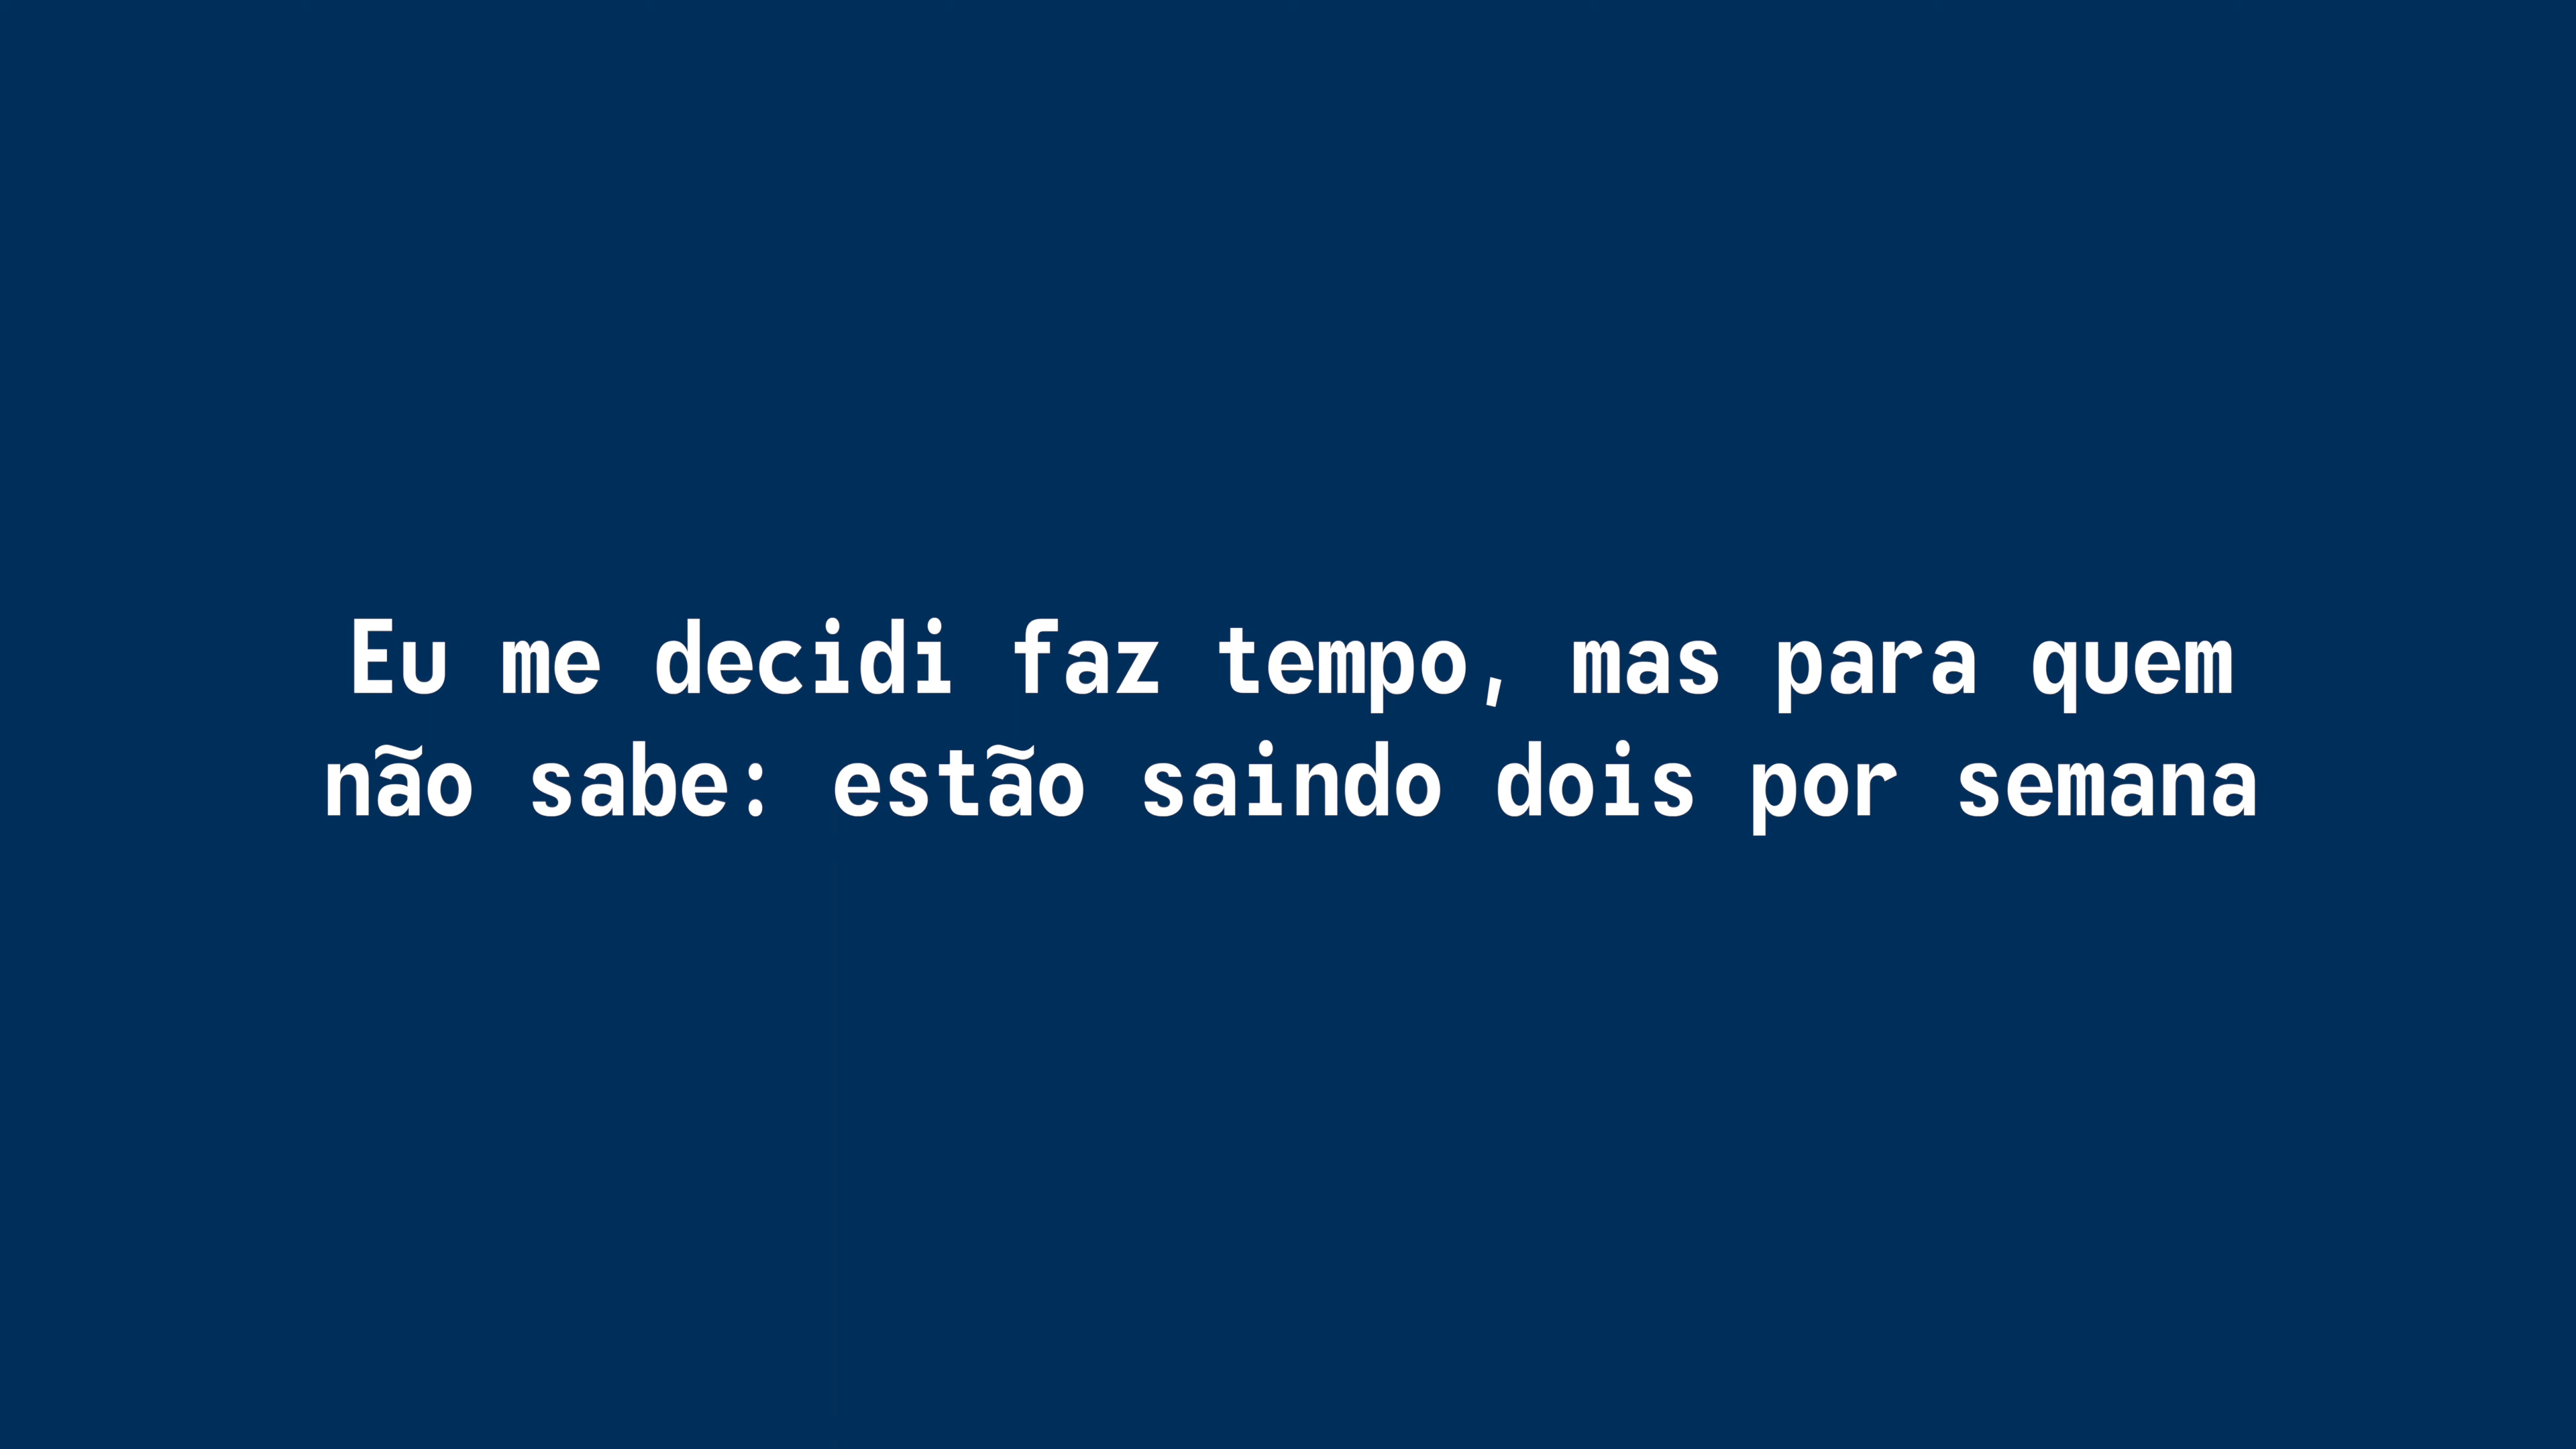 Eu me decidi faz tempo, mas para quem
não sabe: estão saindo dois por semana